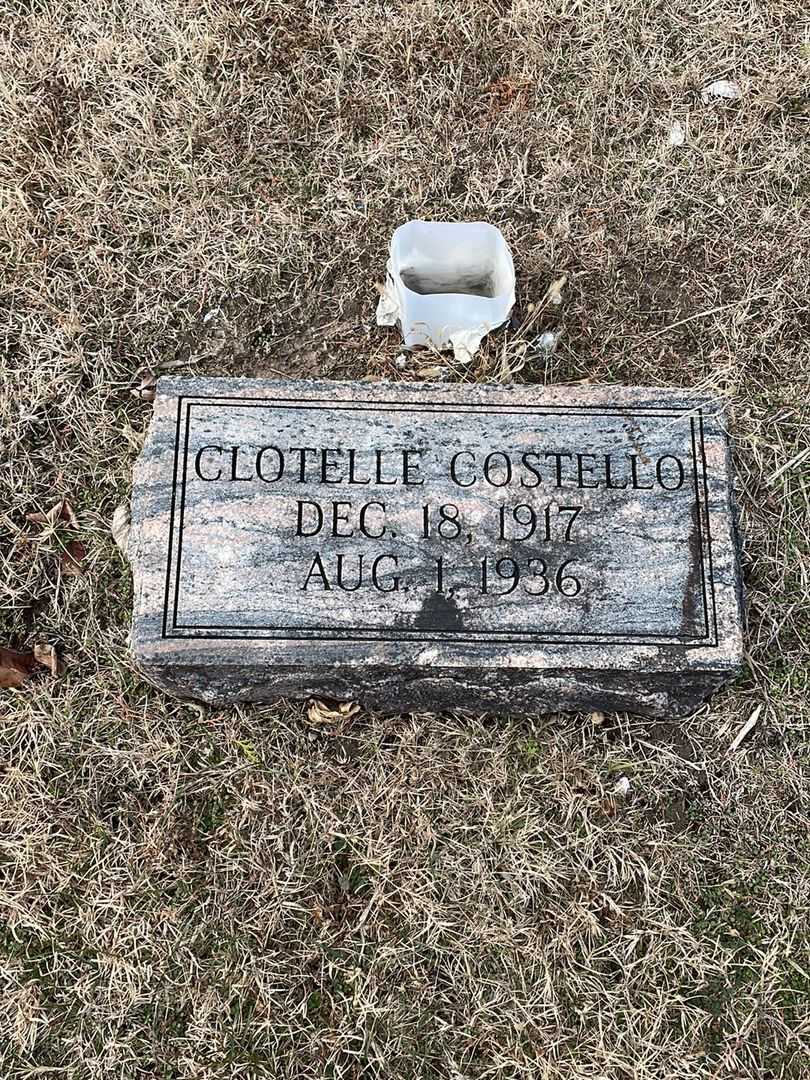 CLOTELLE COSTELLO
DEC. 18, 1917
AUG. 1, 1936